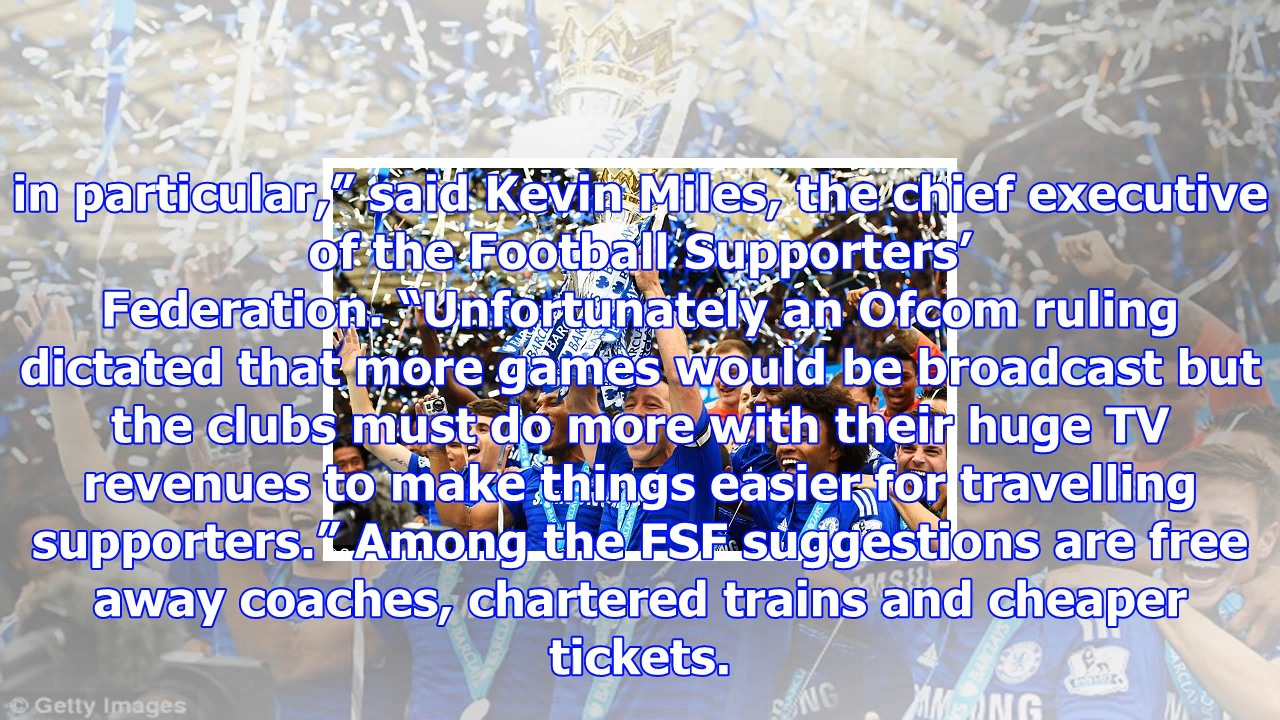 in particular,” said Kevin Miles, the chief executive
of the Football Supporters’
Federation. “Unfortunately an Ofcom ruling
dictated that more games would be broadcast but
the clubs must do more with their huge TV
revenues to make things easier for travelling
supporters.” Among the FSF suggestions are free
away coaches, chartered trains and cheaper
tickets.
© Getty Images